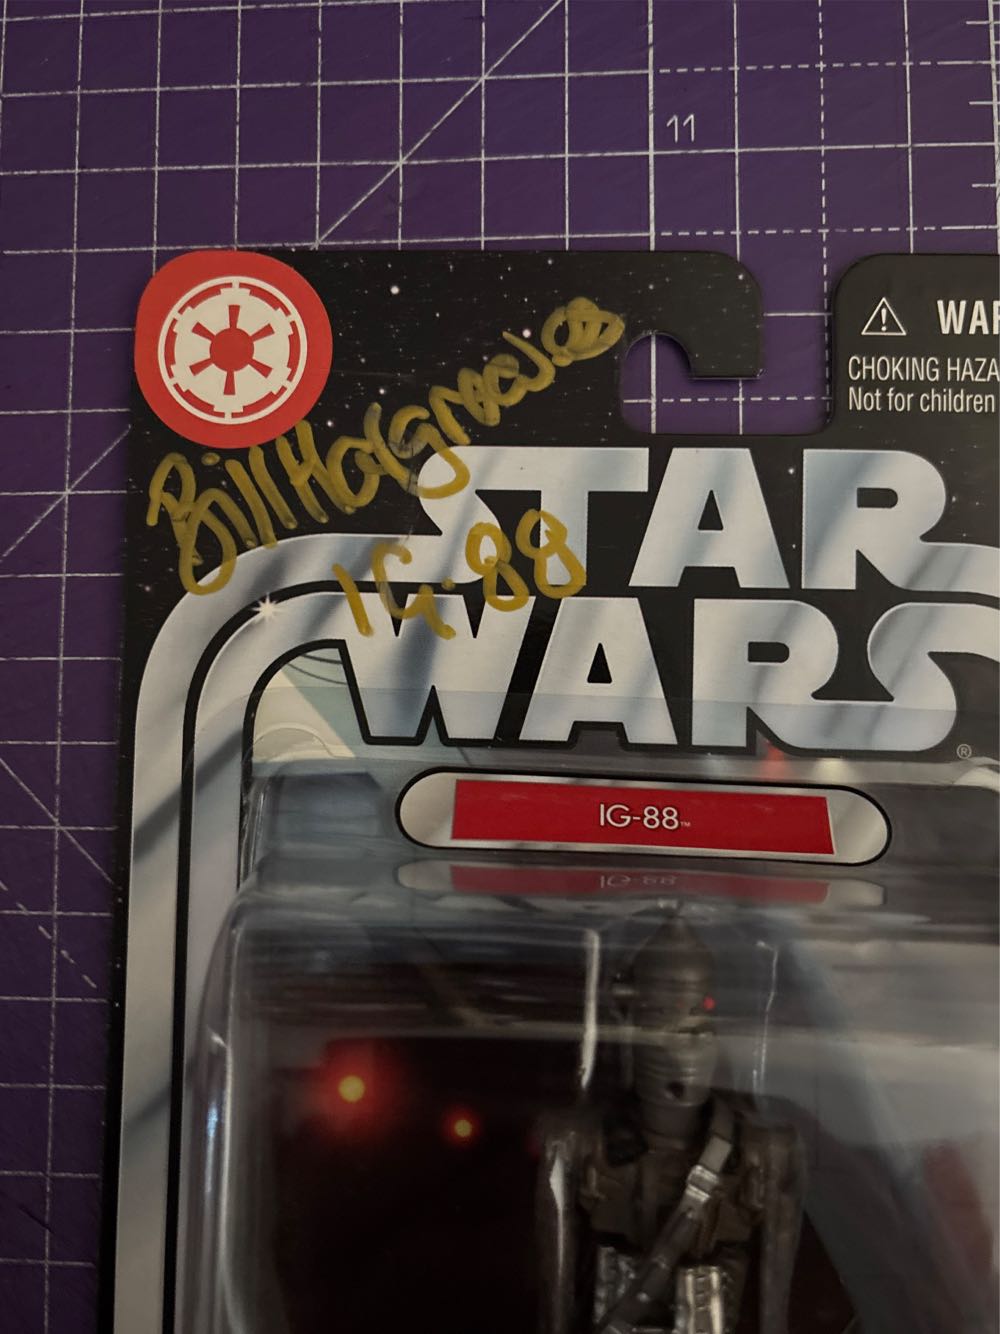 11
WAR
CHOKING HAZA
Not for children
Bill Hargreaves
IG-88
STAR
WARS®
IG-88™